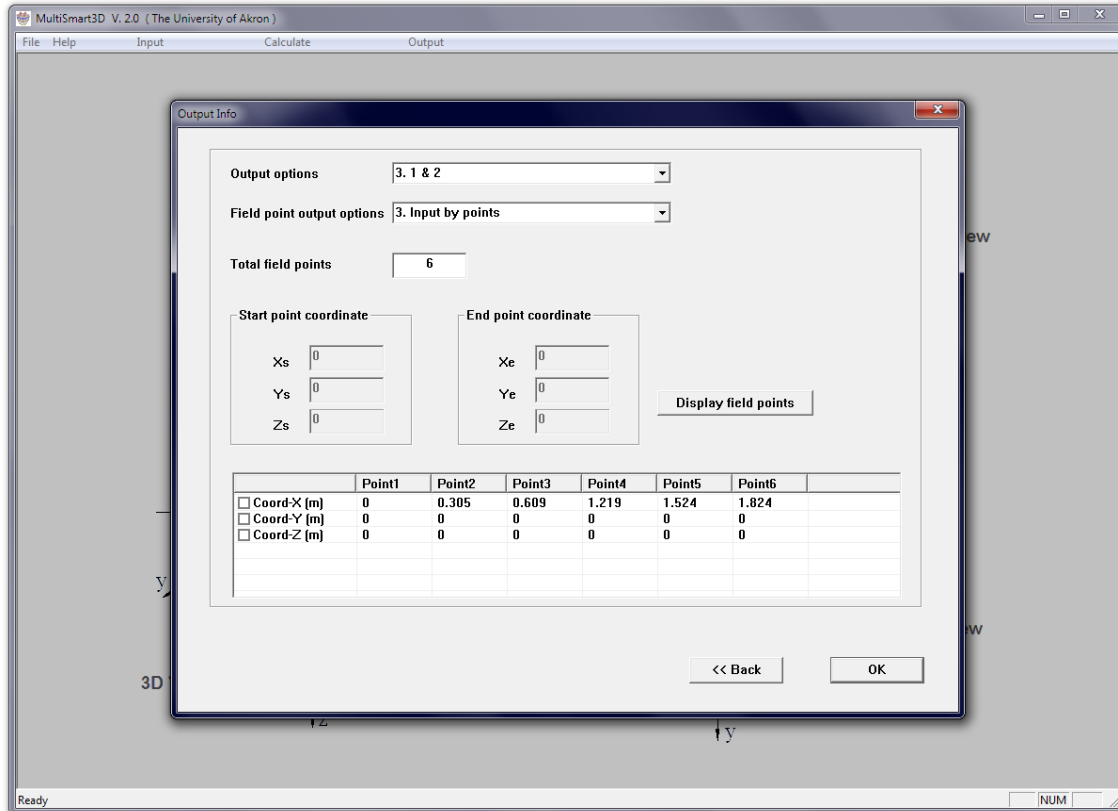 MultiSmart3D V. 2.0 ( The University of Akron )
File Help Input Calculate Output
Output Info
Output options 3. 1 & 2
Field point output options 3. Input by points
Total field points 6
Start point coordinate End point coordinate
Xs 0 Xe 0
Ys 0 Ye 0
Zs 0 Ze 0
Display field points
Point1 Point2 Point3 Point4 Point5 Point6
Coord-X (m) 0 0.305 0.609 1.219 1.524 1.824
Coord-Y (m) 0 0 0 0 0 0
Coord-Z (m) 0 0 0 0 0 0
<< Back OK
ew
y
ew
3D
z
y
Ready NUM